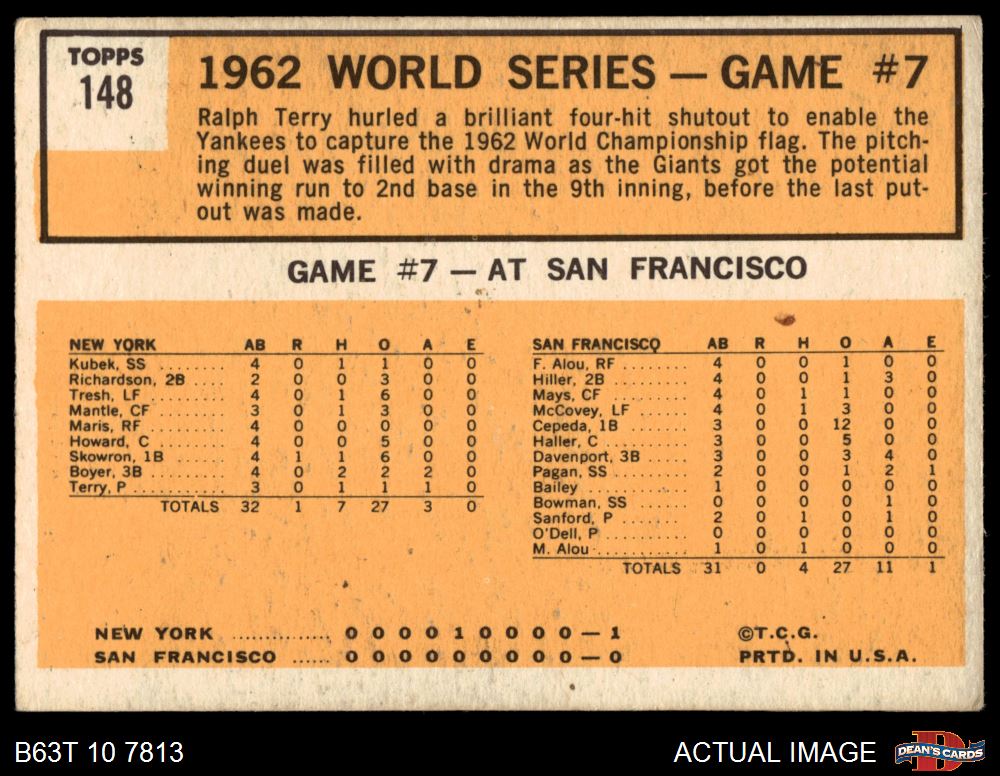 TOPPS
148
1962 WORLD SERIES — GAME #7
Ralph Terry hurled a brilliant four-hit shutout to enable the
Yankees to capture the 1962 World Championship flag. The pitch-
ing duel was filled with drama as the Giants got the potential
winning run to 2nd base in the 9th inning, before the last put-
out was made.
GAME #7 — AT SAN FRANCISCO
NEW YORK AB R H O A E
Kubek, SS ......... 4 0 1 1 0 0
Richardson, 2B .... 2 0 0 3 0 0
Tresh, LF .......... 4 0 1 6 0 0
Mantle, CF ......... 3 0 1 3 0 0
Maris, RF .......... 4 0 0 0 0 0
Howard, C ......... 4 0 0 5 0 0
Skowron, 1B ....... 4 1 1 6 0 0
Boyer, 3B .......... 4 0 2 2 2 0
Terry, P ............ 3 0 1 1 1 0
TOTALS 32 1 7 27 3 0
SAN FRANCISCO AB R H O A E
F. Alou, RF ....... 4 0 0 1 0 0
Hiller, 2B ......... 4 0 0 1 3 0
Mays, CF .......... 4 0 1 1 0 0
McCovey, LF ...... 4 0 1 3 0 0
Cepeda, 1B ........ 3 0 0 12 0 0
Haller, C .......... 3 0 0 5 0 0
Davenport, 3B ..... 3 0 0 3 4 0
Pagan, SS ......... 2 0 0 1 2 1
Bailey ............. 1 0 0 0 0 0
Bowman, SS ...... 0 0 0 0 1 0
Sanford, P ........ 2 0 1 0 1 0
O'Dell, P .......... 0 0 0 0 0 0
M. Alou ........... 1 0 1 0 0 0
TOTALS 31 0 4 27 11 1
NEW YORK .............. 0 0 0 0 1 0 0 0 0 — 1
SAN FRANCISCO ...... 0 0 0 0 0 0 0 0 0 — 0
©T.C.G.
PRTD. IN U.S.A.
B63T 10 7813
ACTUAL IMAGE
DEAN'S CARDS